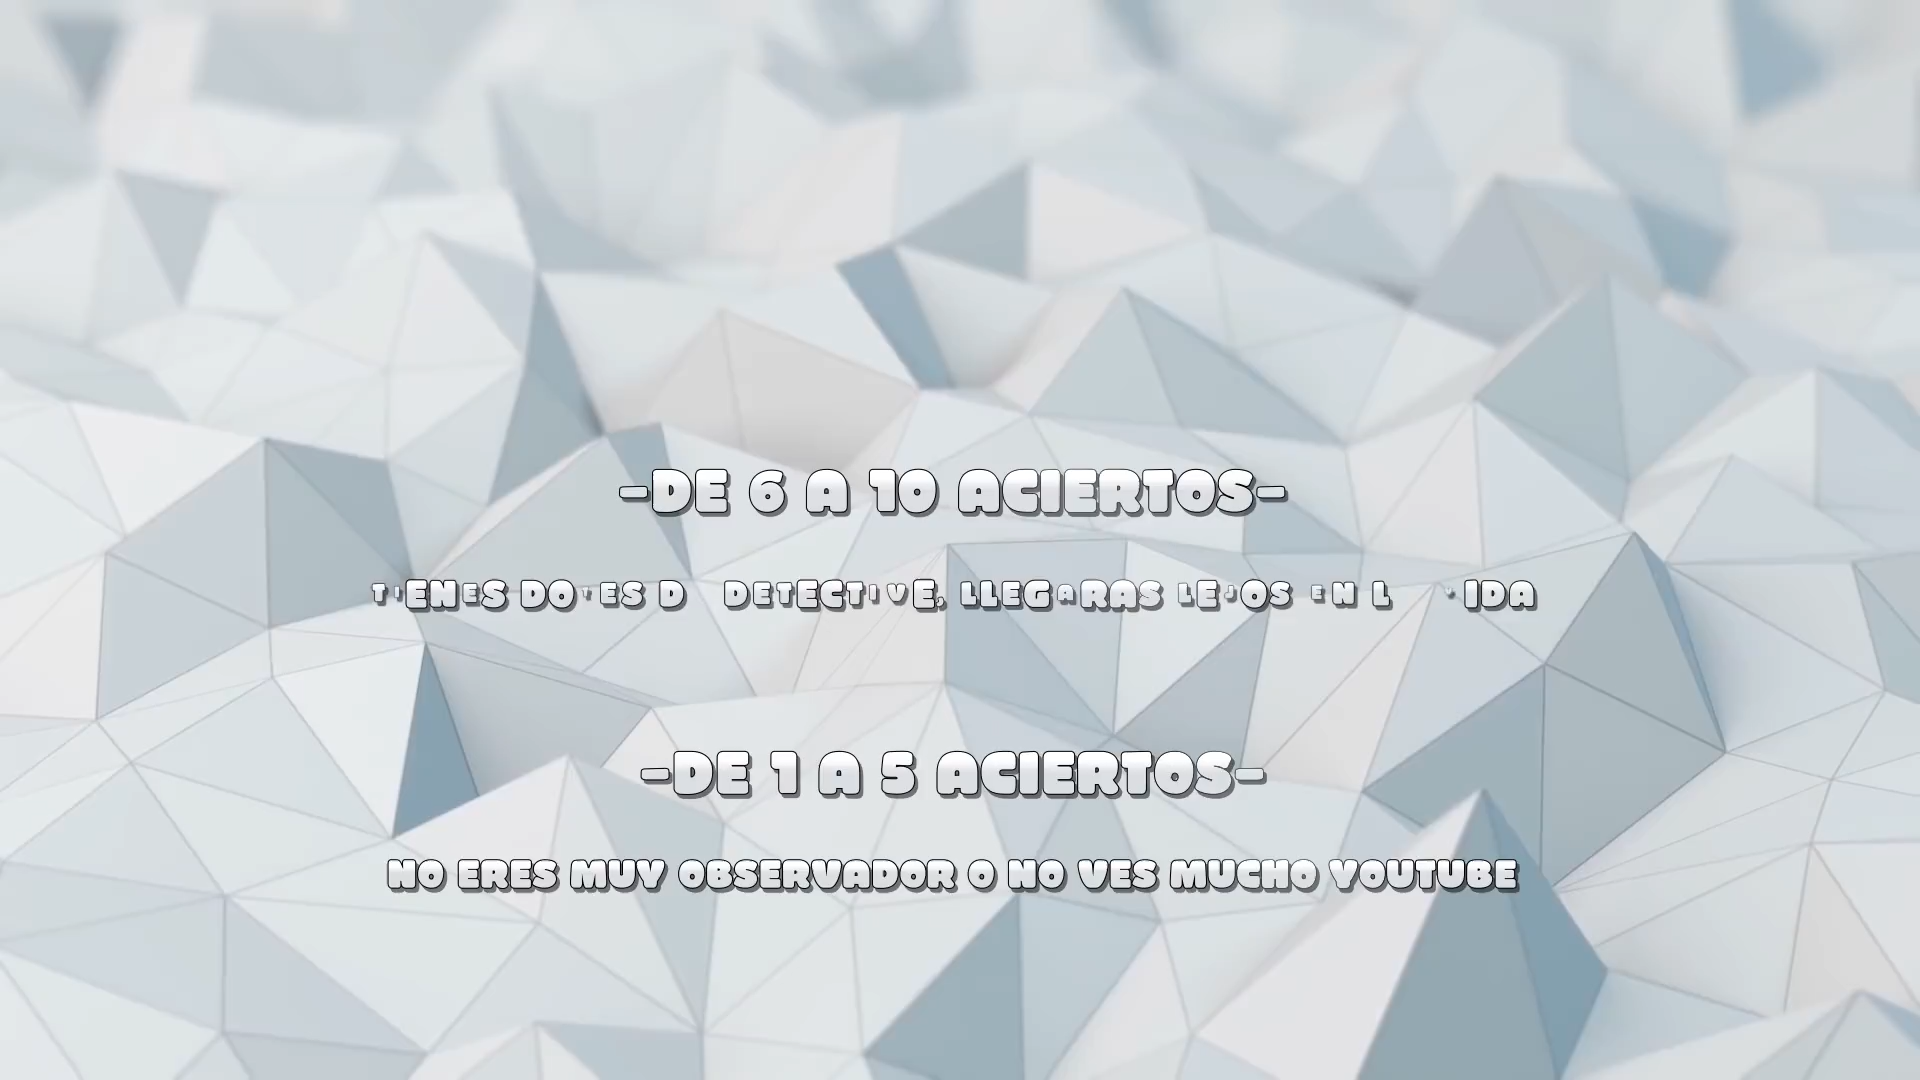 -DE 6 A 10 ACIERTOS-
TIENES DOTES D DETECTIVE, LLEGARAS LEJOS EN L VIDA
-DE 1 A 5 ACIERTOS-
NO ERES MUY OBSERVADOR O NO VES MUCHO YOUTUBE